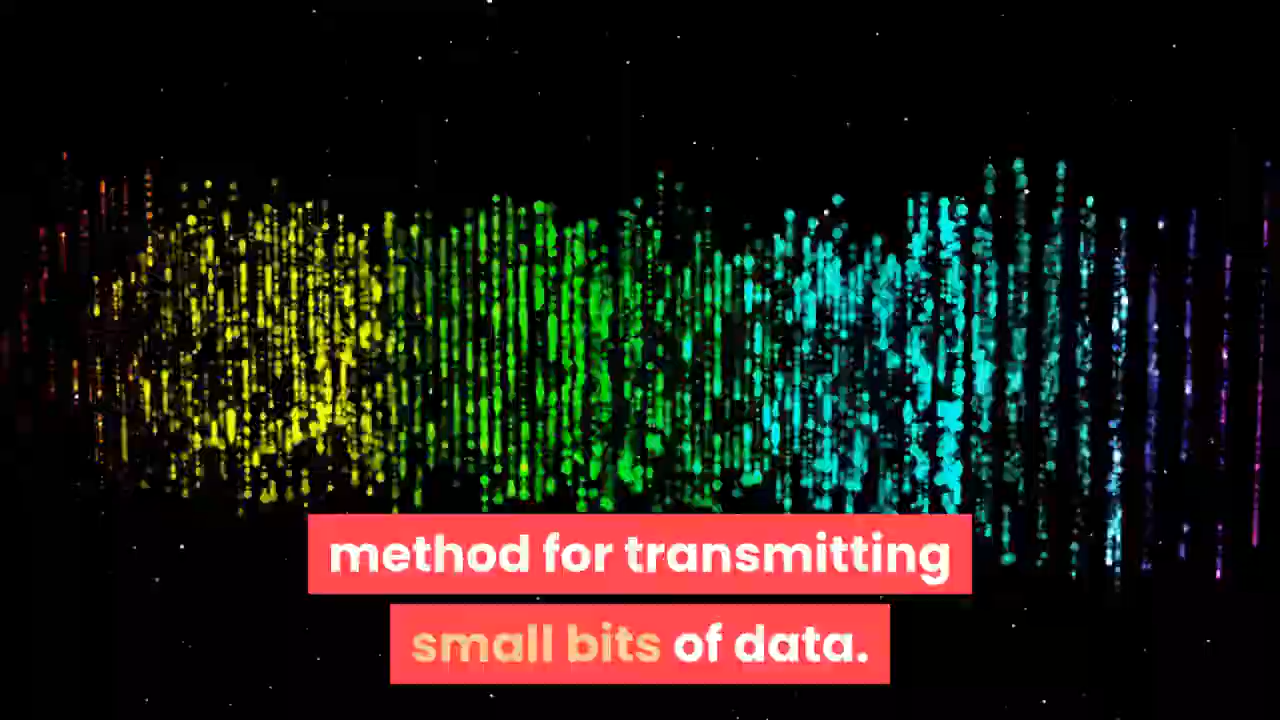 method for transmitting
small bits of data.